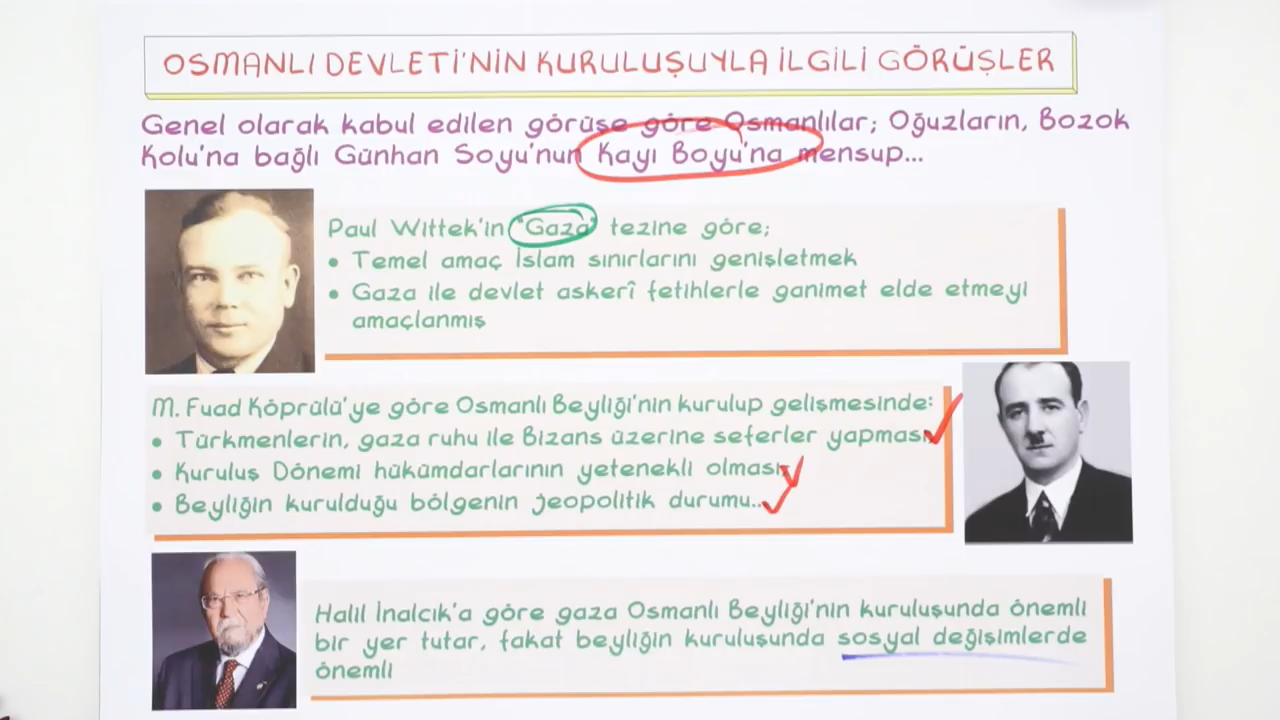 OSMANLI DEVLETİ'NİN KURULUŞUYLA İLGİLİ GÖRÜŞLER
Genel olarak kabul edilen görüşe göre Osmanlılar; Oğuzların, Bozok
Kolu'na bağlı Günhan Soyu'nun Kayı Boyu'na mensup...
Paul Wittek'in "Gaza" tezine göre;
• Temel amaç İslam sınırlarını genişletmek
• Gaza ile devlet askerî fetihlerle ganimet elde etmeyi
amaçlanmış
M. Fuad Köprülü'ye göre Osmanlı Beyliği'nin kurulup gelişmesinde:
• Türkmenlerin, gaza ruhu ile Bizans üzerine seferler yapması
• Kuruluş Dönemi hükümdarlarının yetenekli olması
• Beyliğin kurulduğu bölgenin jeopolitik durumu...
Halil İnalcık'a göre gaza Osmanlı Beyliği'nin kuruluşunda önemli
bir yer tutar, fakat beyliğin kuruluşunda sosyal değişimlerde
önemli